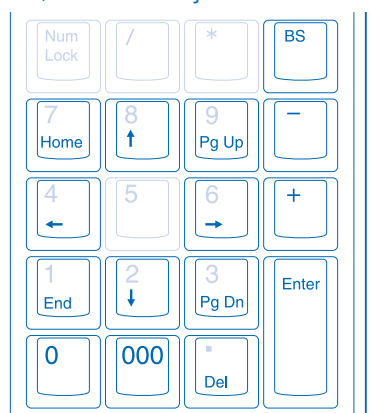 Num
Lock
/
*
BS
7
Home
8
↑
9
Pg Up
−
4
←
5
6
→
+
1
End
2
↓
3
Pg Dn
Enter
0
000
.
Del